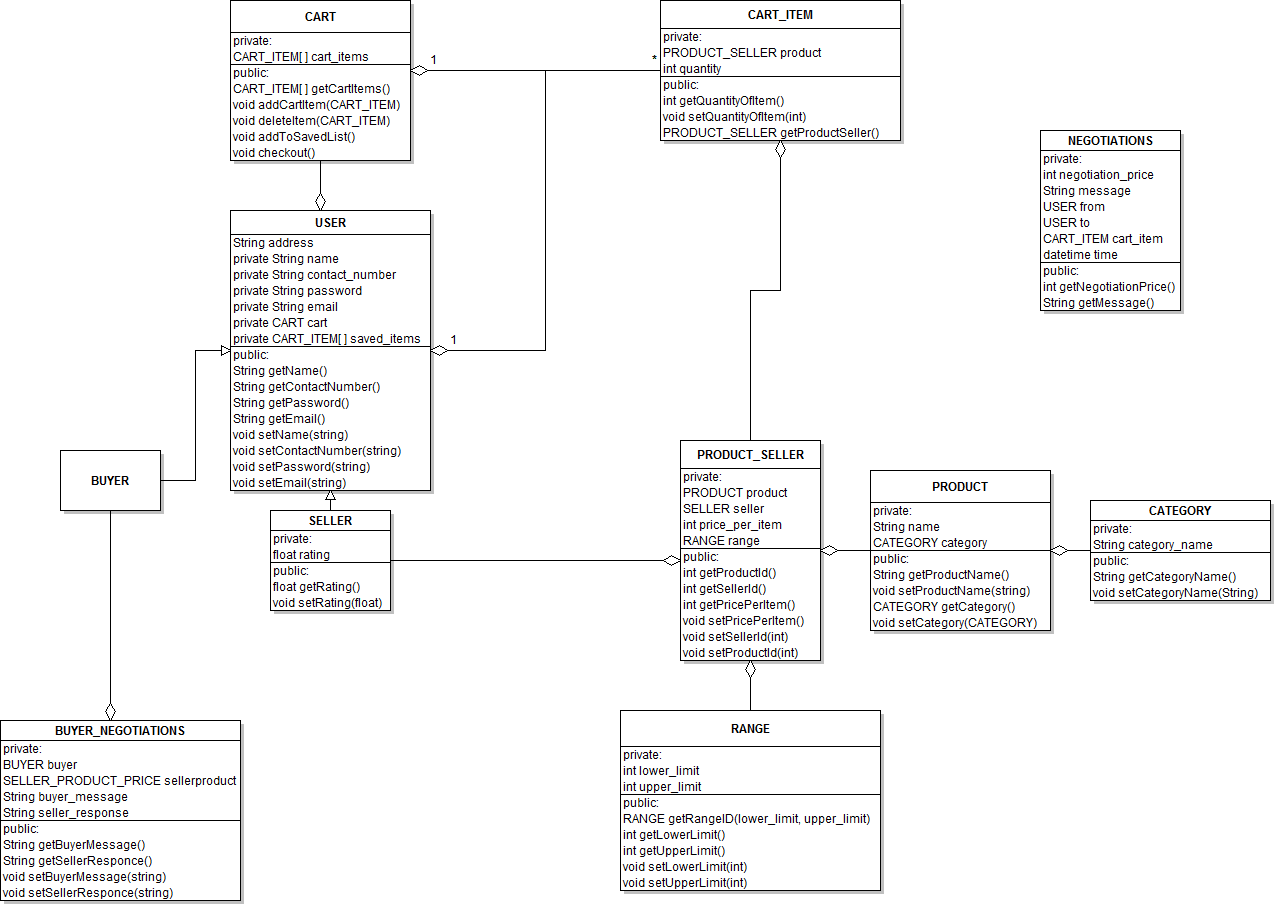 CART
private:
CART_ITEM[ ] cart_items
public:
CART_ITEM[ ] getCartItems()
void addCartItem(CART_ITEM)
void deleteItem(CART_ITEM)
void addToSavedList()
void checkout()
1
*
CART_ITEM
private:
PRODUCT_SELLER product
int quantity
public:
int getQuantityOfItem()
void setQuantityOfItem(int)
PRODUCT_SELLER getProductSeller()
NEGOTIATIONS
private:
int negotiation_price
String message
USER from
USER to
CART_ITEM cart_item
datetime time
public:
int getNegotiationPrice()
String getMessage()
USER
String address
private String name
private String contact_number
private String password
private String email
private CART cart
private CART_ITEM[ ] saved_items
public:
String getName()
String getContactNumber()
String getPassword()
String getEmail()
void setName(string)
void setContactNumber(string)
void setPassword(string)
void setEmail(string)
1
BUYER
SELLER
private:
float rating
public:
float getRating()
void setRating(float)
PRODUCT_SELLER
private:
PRODUCT product
SELLER seller
int price_per_item
RANGE range
public:
int getProductId()
int getSellerId()
int getPricePerItem()
void setPricePerItem()
void setSellerId(int)
void setProductId(int)
PRODUCT
private:
String name
CATEGORY category
public:
String getProductName()
void setProductName(string)
CATEGORY getCategory()
void setCategory(CATEGORY)
CATEGORY
private:
String category_name
public:
String getCategoryName()
void setCategoryName(String)
BUYER_NEGOTIATIONS
private:
BUYER buyer
SELLER_PRODUCT_PRICE sellerproduct
String buyer_message
String seller_response
public:
String getBuyerMessage()
String getSellerResponce()
void setBuyerMessage(string)
void setSellerResponce(string)
RANGE
private:
int lower_limit
int upper_limit
public:
RANGE getRangeID(lower_limit, upper_limit)
int getLowerLimit()
int getUpperLimit()
void setLowerLimit(int)
void setUpperLimit(int)